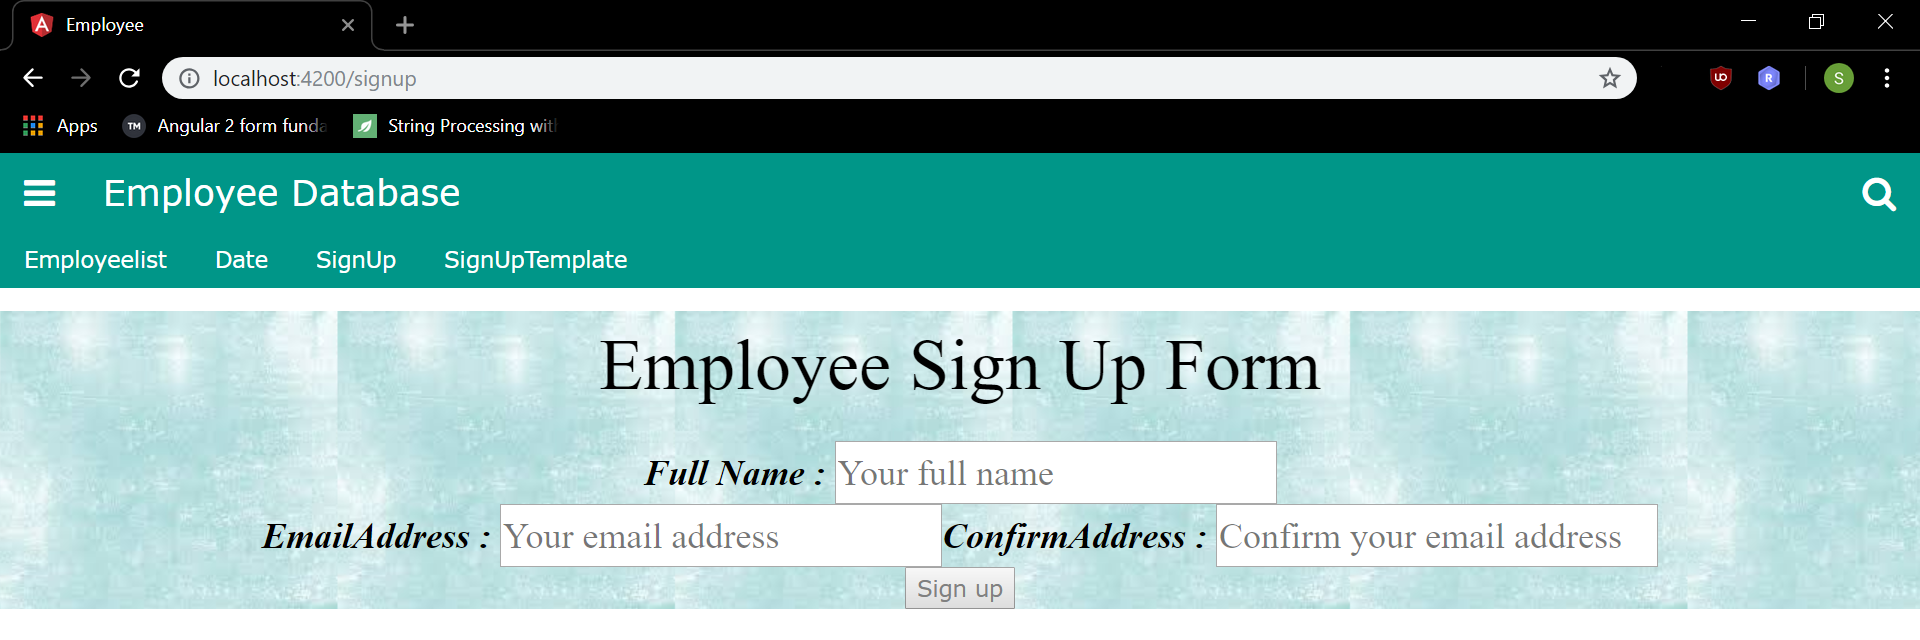 Employee
localhost:4200/signup
Apps Angular 2 form funda String Processing wit
Employee Database
Employeelist Date SignUp SignUpTemplate
Employee Sign Up Form
Full Name : Your full name
EmailAddress : Your email address ConfirmAddress : Confirm your email address
Sign up